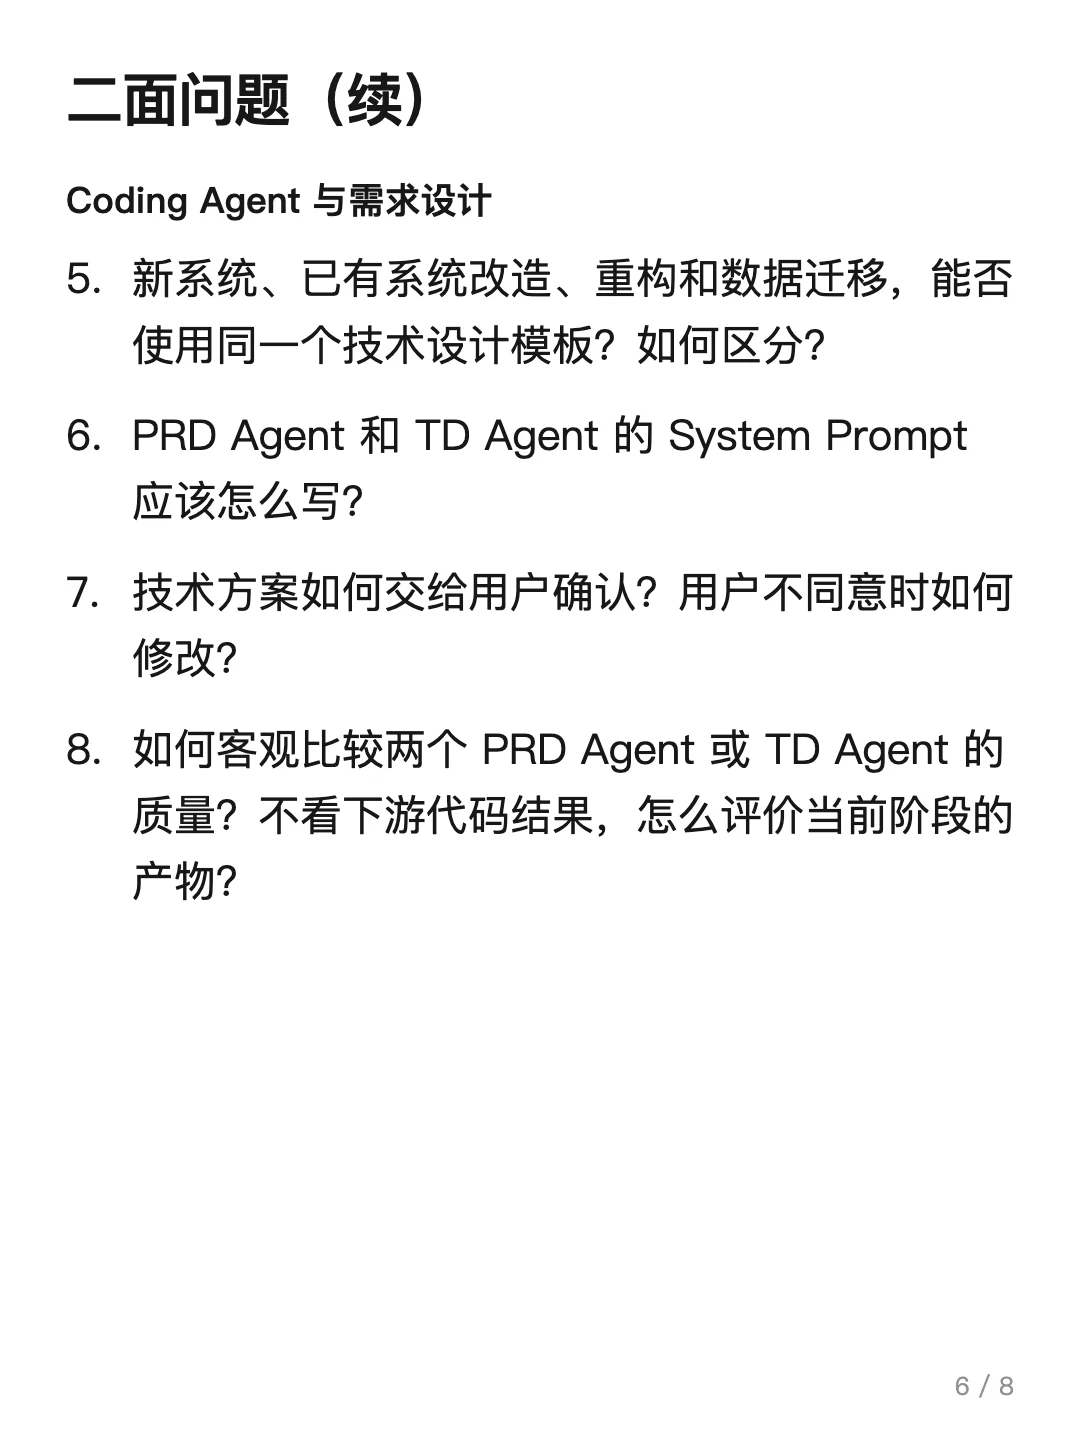 二面问题（续）
Coding Agent 与需求设计
5. 新系统、已有系统改造、重构和数据迁移，能否
使用同一个技术设计模板？如何区分？
6. PRD Agent 和 TD Agent 的 System Prompt
应该怎么写？
7. 技术方案如何交给用户确认？用户不同意时如何
修改？
8. 如何客观比较两个 PRD Agent 或 TD Agent 的
质量？不看下游代码结果，怎么评价当前阶段的
产物？
6 / 8